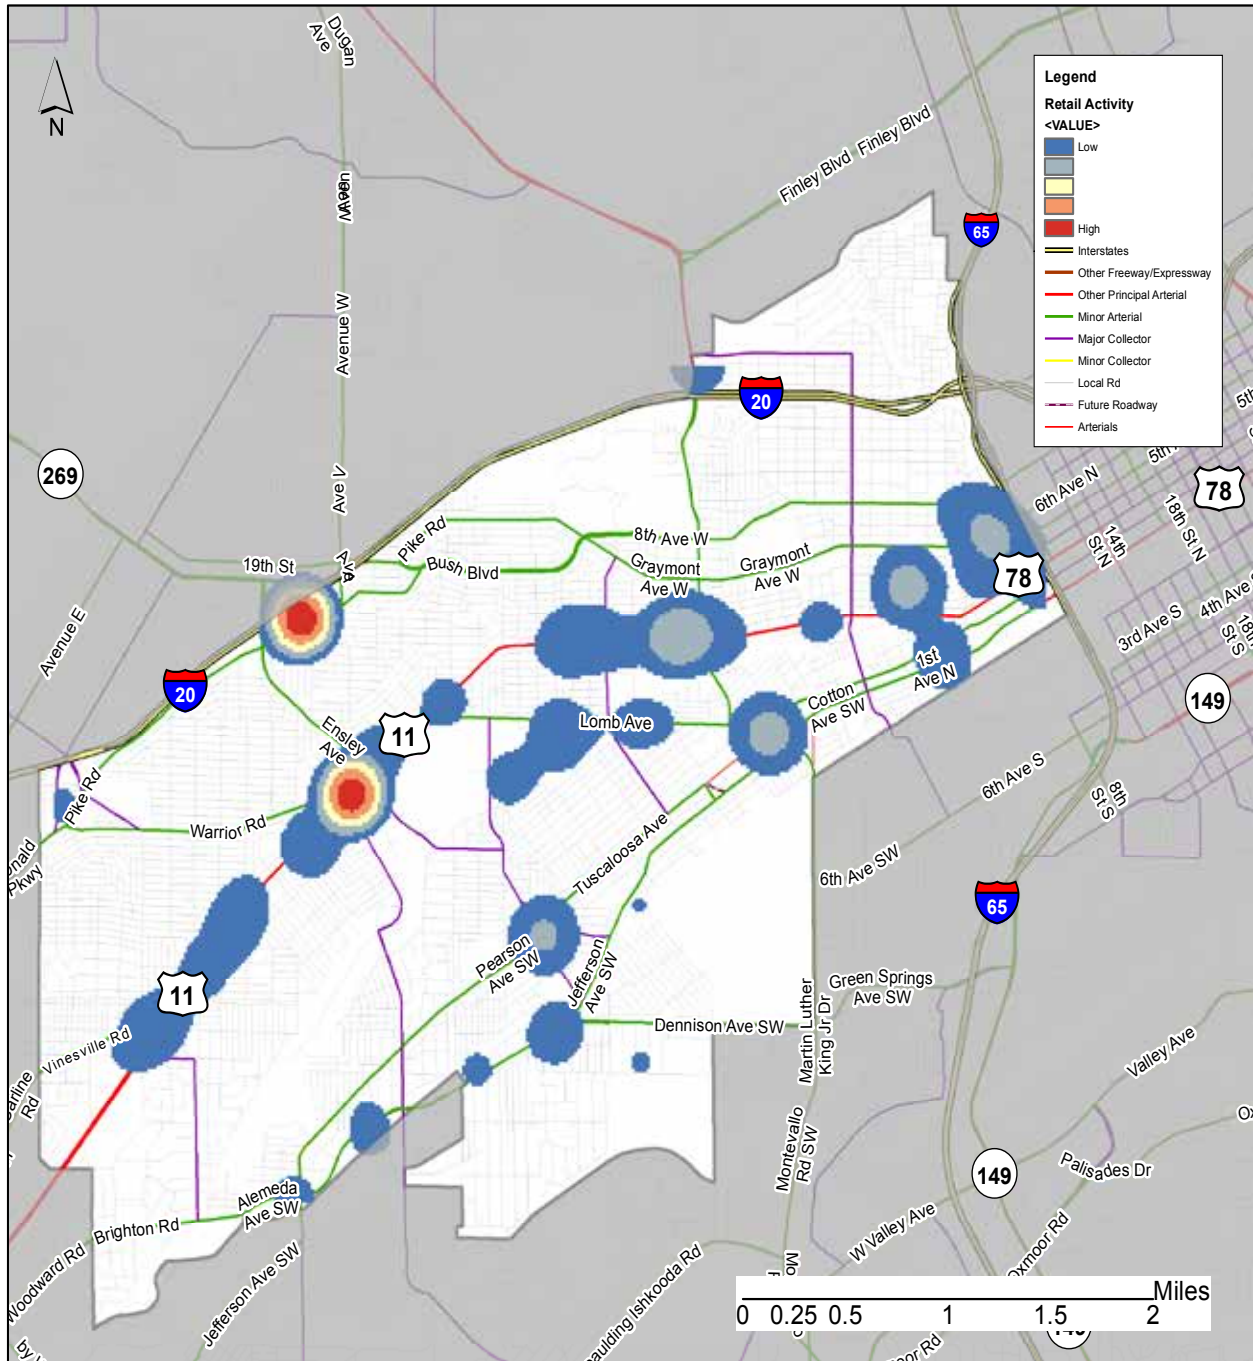 Dugan
Ave
N
Avenue W
Ave V
269
19th St
Avenue E
20
Pike Rd
Bush Blvd
8th Ave W
Graymont
Ave W
Graymont
Ave W
Finley Blvd
Finley Blvd
65
20
Legend
Retail Activity
<VALUE>
Low
High
Interstates
Other Freeway/Expressway
Other Principal Arterial
Minor Arterial
Major Collector
Minor Collector
Local Rd
Future Roadway
Arterials
78
6th Ave N
14th
St N
18th St N
78
3rd Ave S
4th Ave S
149
1st
Ave N
Cotton
Ave SW
Lomb Ave
11
Ensley
Ave
Pike Rd
Warrior Rd
Pkwy
Tuscaloosa Ave
6th Ave S
8th
St S
6th Ave SW
65
Pearson
Ave SW
Jefferson
Ave SW
Green Springs
Ave SW
Dennison Ave SW
Martin Luther
King Jr Dr
11
Vinesville Rd
Rd
Valley Ave
Palisades Dr
149
Montevallo
Rd SW
W Valley Ave
Oxmoor Rd
Alemeda
Ave SW
Brighton Rd
Woodward Rd
Jefferson Ave SW
Ishkooda Rd
Miles
0 0.25 0.5 1 1.5 2